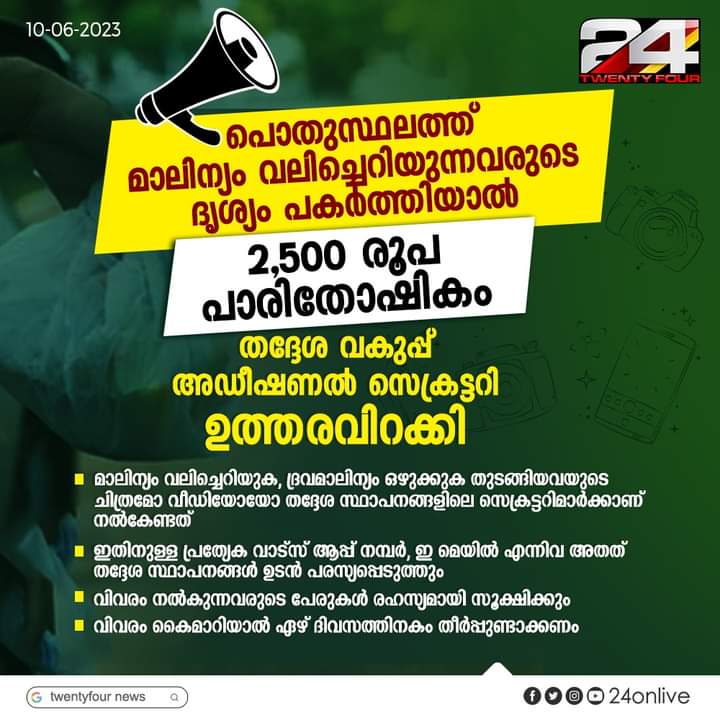 10-06-2023
24
TWENTY FOUR
പൊതുസ്ഥലത്ത്
മാലിന്യം വലിച്ചെറിയുന്നവരുടെ
ദൃശ്യം പകർത്തിയാൽ
2,500 രൂപ
പാരിതോഷികം
തദ്ദേശ വകുപ്പ്
അഡീഷണൽ സെക്രട്ടറി
ഉത്തരവിറക്കി
മാലിന്യം വലിച്ചെറിയുക, ദ്രവമാലിന്യം ഒഴുക്കുക തുടങ്ങിയവയുടെ
ചിത്രമോ വീഡിയോയോ തദ്ദേശ സ്ഥാപനങ്ങളിലെ സെക്രട്ടറിമാർക്കാണ്
നൽകേണ്ടത്
ഇതിനുള്ള പ്രത്യേക വാട്സ് ആപ്പ് നമ്പർ, ഇ മെയിൽ എന്നിവ അതത്
തദ്ദേശ സ്ഥാപനങ്ങൾ ഉടൻ പരസ്യപ്പെടുത്തും
വിവരം നൽകുന്നവരുടെ പേരുകൾ രഹസ്യമായി സൂക്ഷിക്കും
വിവരം കൈമാറിയാൽ ഏഴ് ദിവസത്തിനകം തീർപ്പുണ്ടാക്കണം
twentyfour news
24onlive